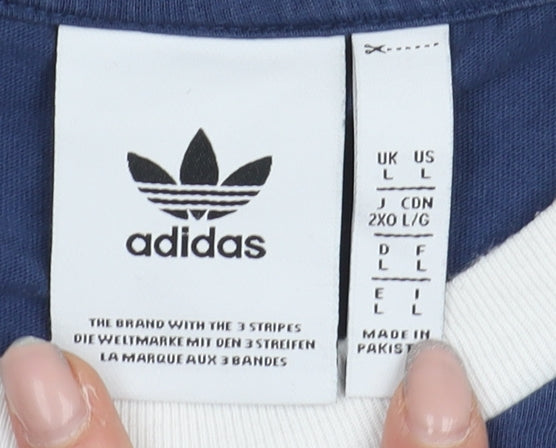 adidas
THE BRAND WITH THE 3 STRIPES
DIE WELTMARKE MIT DEN 3 STREIFEN
LA MARQUE AUX 3 BANDES
UK US
L L
J CDN
2XO L/G
D F
L L
E I
L L
MADE IN